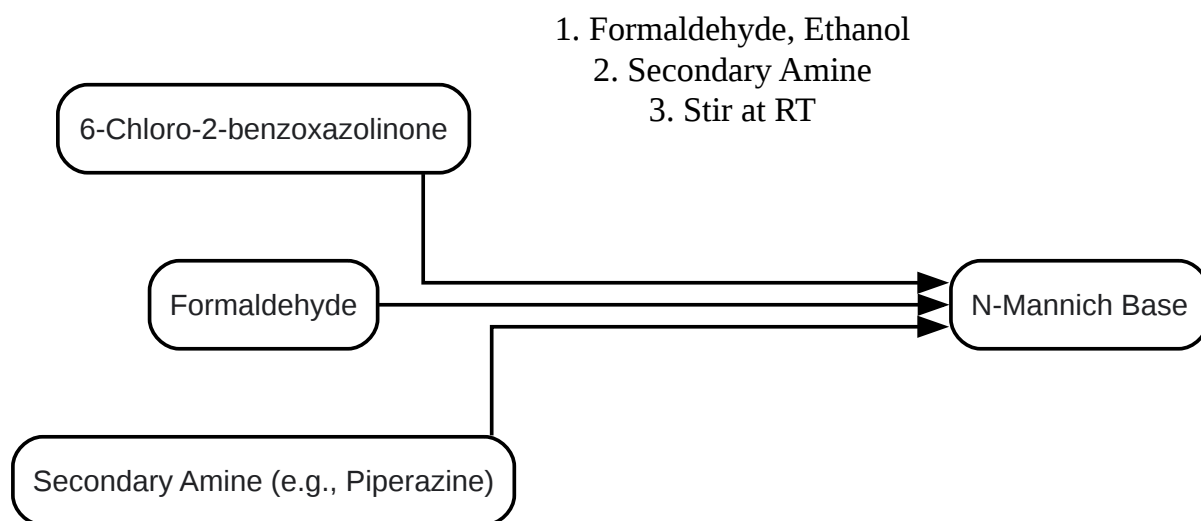 1. Formaldehyde, Ethanol
2. Secondary Amine
3. Stir at RT
6-Chloro-2-benzoxazolinone
Formaldehyde
N-Mannich Base
Secondary Amine (e.g., Piperazine)